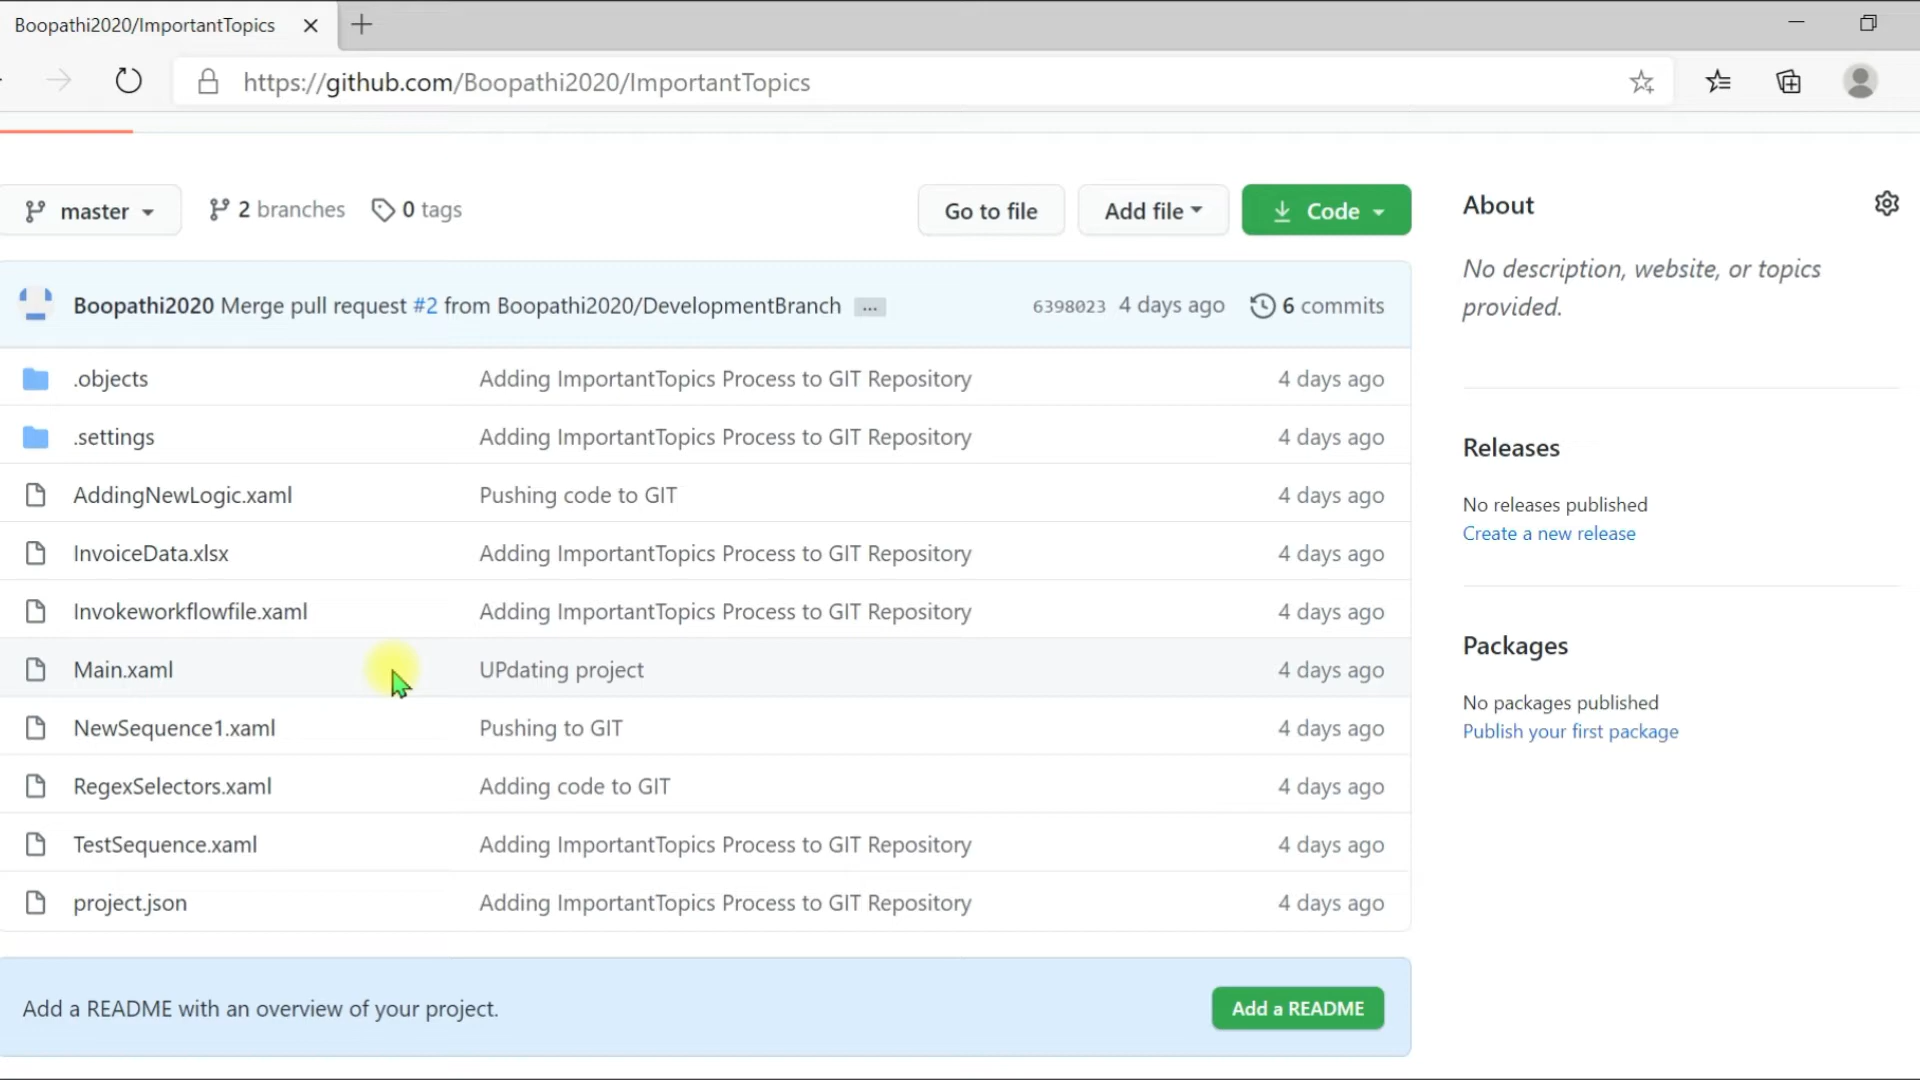 Boopathi2020/ImportantTopics
https://github.com/Boopathi2020/ImportantTopics
master
2 branches
0 tags
Go to file
Add file
Code
About
No description, website, or topics
provided.
Boopathi2020 Merge pull request #2 from Boopathi2020/DevelopmentBranch ...
6398023 4 days ago
6 commits
.objects Adding ImportantTopics Process to GIT Repository 4 days ago
.settings Adding ImportantTopics Process to GIT Repository 4 days ago
AddingNewLogic.xaml Pushing code to GIT 4 days ago
InvoiceData.xlsx Adding ImportantTopics Process to GIT Repository 4 days ago
Invokeworkflowfile.xaml Adding ImportantTopics Process to GIT Repository 4 days ago
Main.xaml UPdating project 4 days ago
NewSequence1.xaml Pushing to GIT 4 days ago
RegexSelectors.xaml Adding code to GIT 4 days ago
TestSequence.xaml Adding ImportantTopics Process to GIT Repository 4 days ago
project.json Adding ImportantTopics Process to GIT Repository 4 days ago
Releases
No releases published
Create a new release
Packages
No packages published
Publish your first package
Add a README with an overview of your project.
Add a README